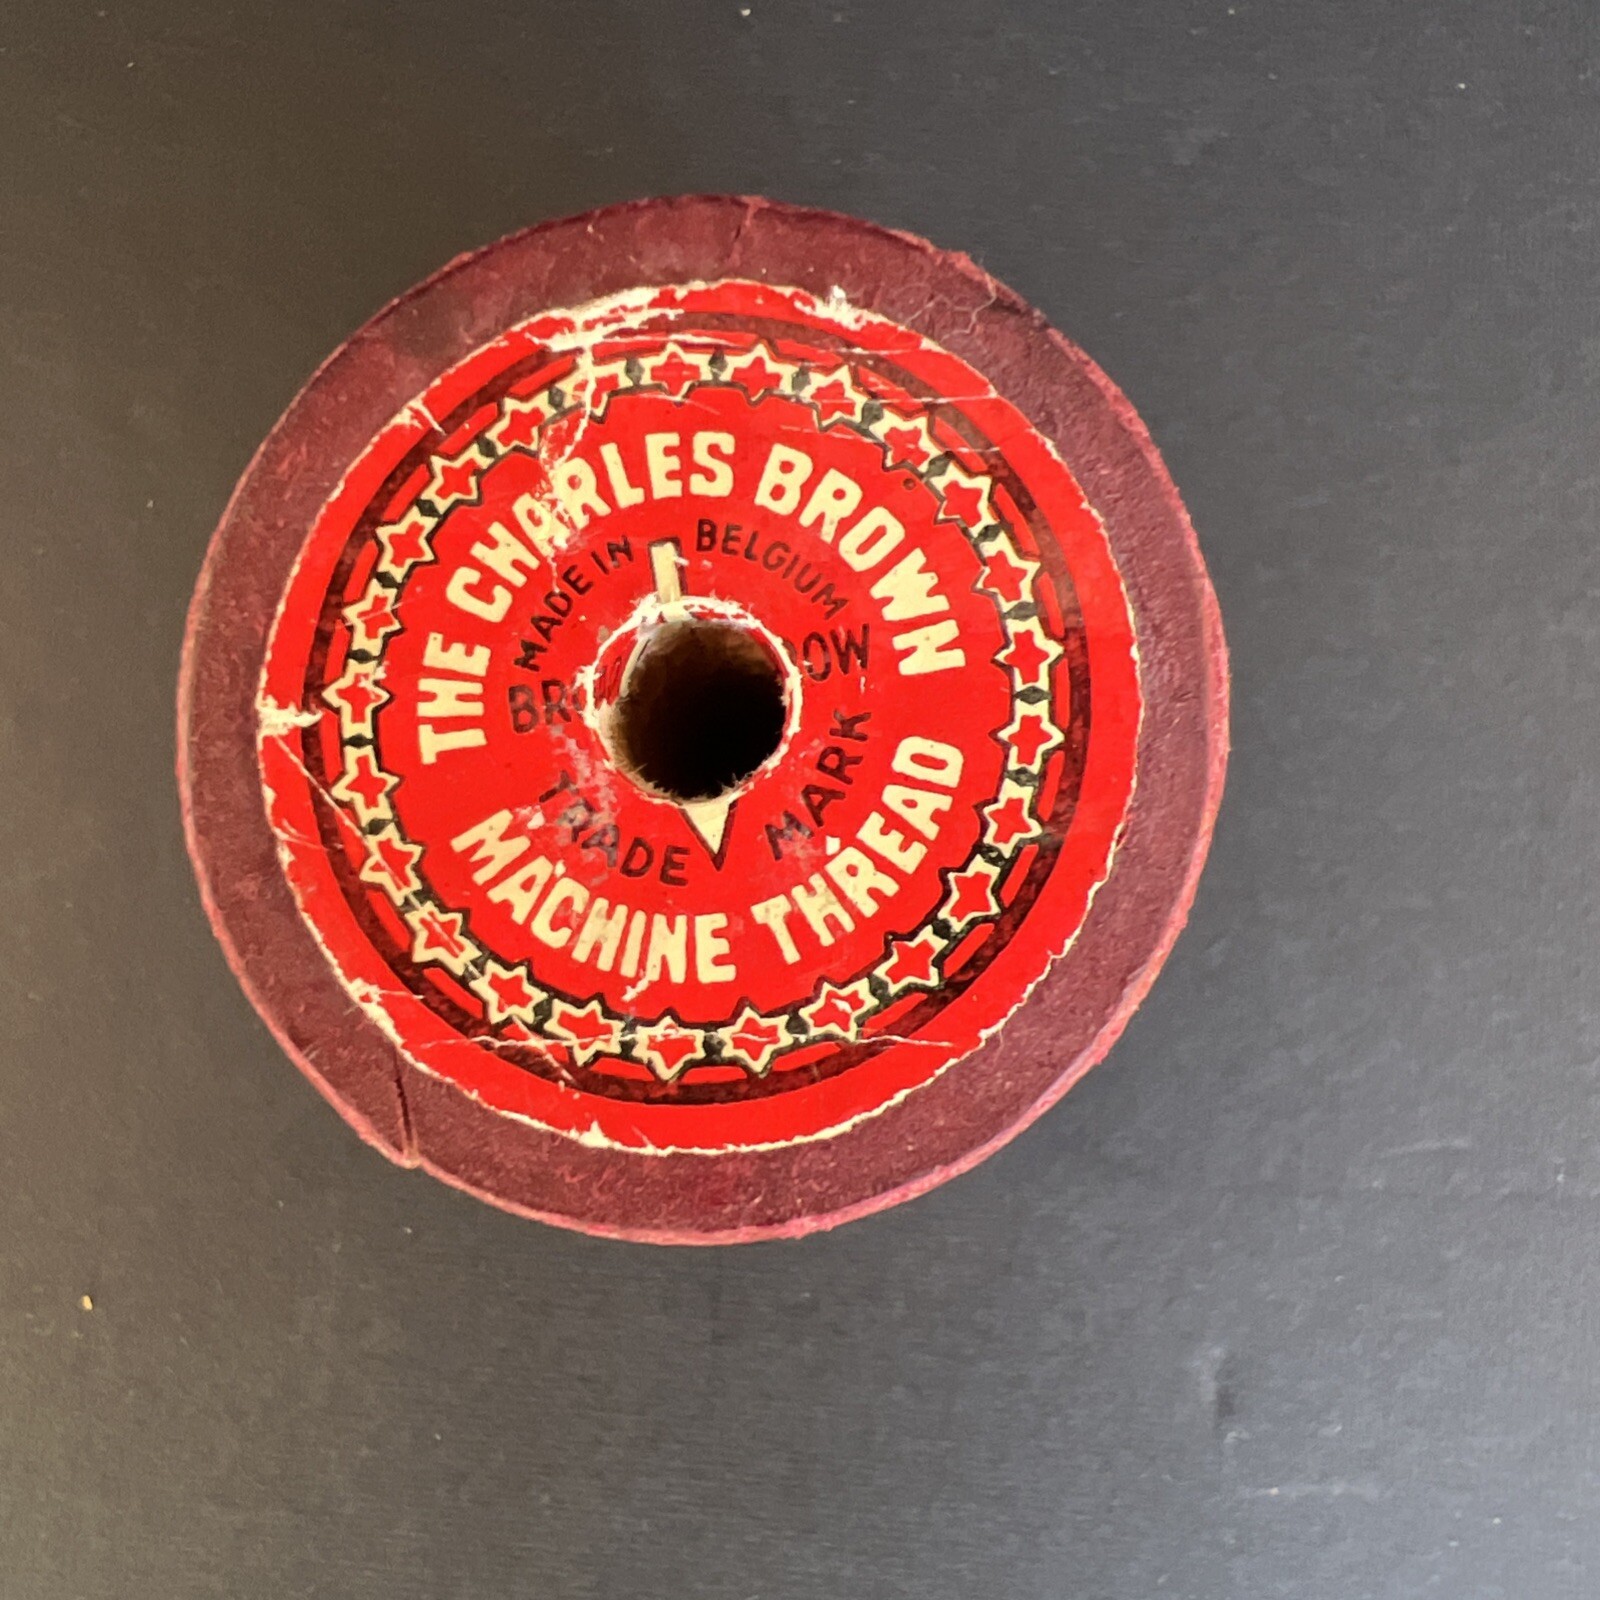 THE CHARLES BROWN
MADE IN BELGIUM
TRADE MARK
MACHINE THREAD